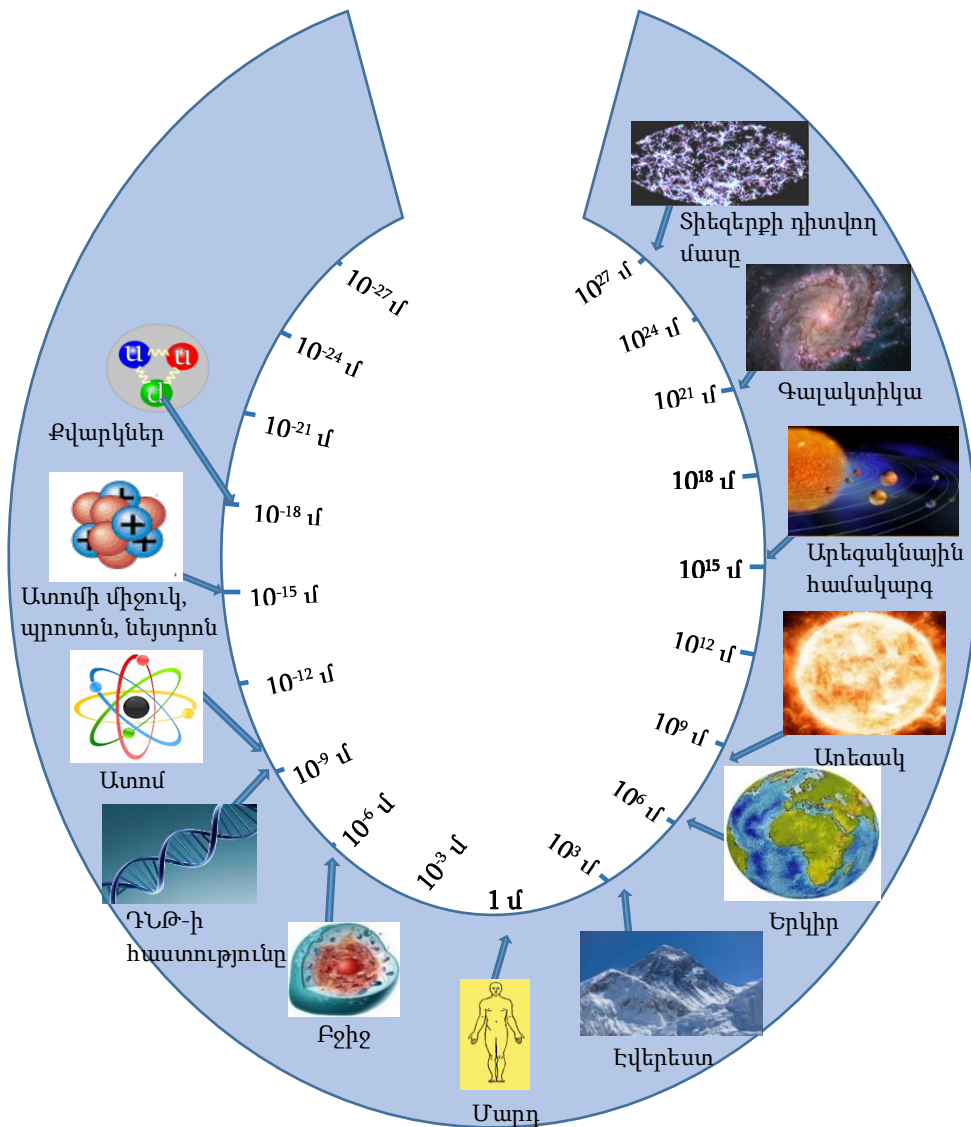 Տիեզերքի դիտվող
մասը
10²⁷ մ
10⁻²⁷ մ
Գալակտիկա
10²⁴ մ
10⁻²⁴ մ
u u
d
Քվարկներ
10²¹ մ
10⁻²¹ մ
10¹⁸ մ
10⁻¹⁸ մ
Արեգակնային
համակարգ
10¹⁵ մ
10⁻¹⁵ մ
+
+
+
+
Ատոմի միջուկ,
պրոտոն, նեյտրոն
10¹² մ
10⁻¹² մ
Արեգակ
10⁹ մ
10⁻⁹ մ
Ատոմ
10⁶ մ
10⁻⁶ մ
ԴՆԹ-ի
հաստությունը
Երկիր
10³ մ
10⁻³ մ
1 մ
Բջիջ
Էվերեստ
Մարդ